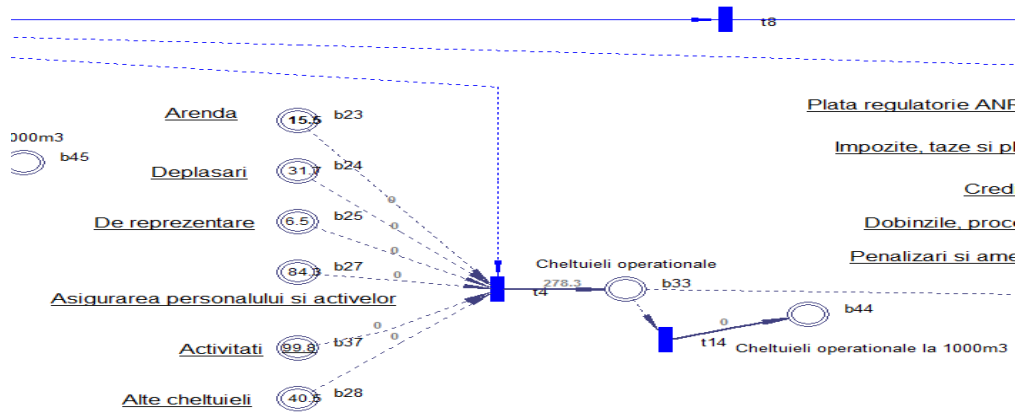 t8
Plata regulatorie ANR
Arenda 15.5 b23
000m3
b45
Impozite, taxe si pl
Deplasari 31.7 b24
0
Cred
De reprezentare 6.5 b25
0
Dobinzile, proce
Penalizari si ame
84.3 b27
0
Cheltuieli operationale
278.3
b33
t4
Asigurarea personalului si activelor
b44
0
0
t14
Activitati 99.8 b37
Cheltuieli operationale la 1000m3
0
Alte cheltuieli 40.5 b28